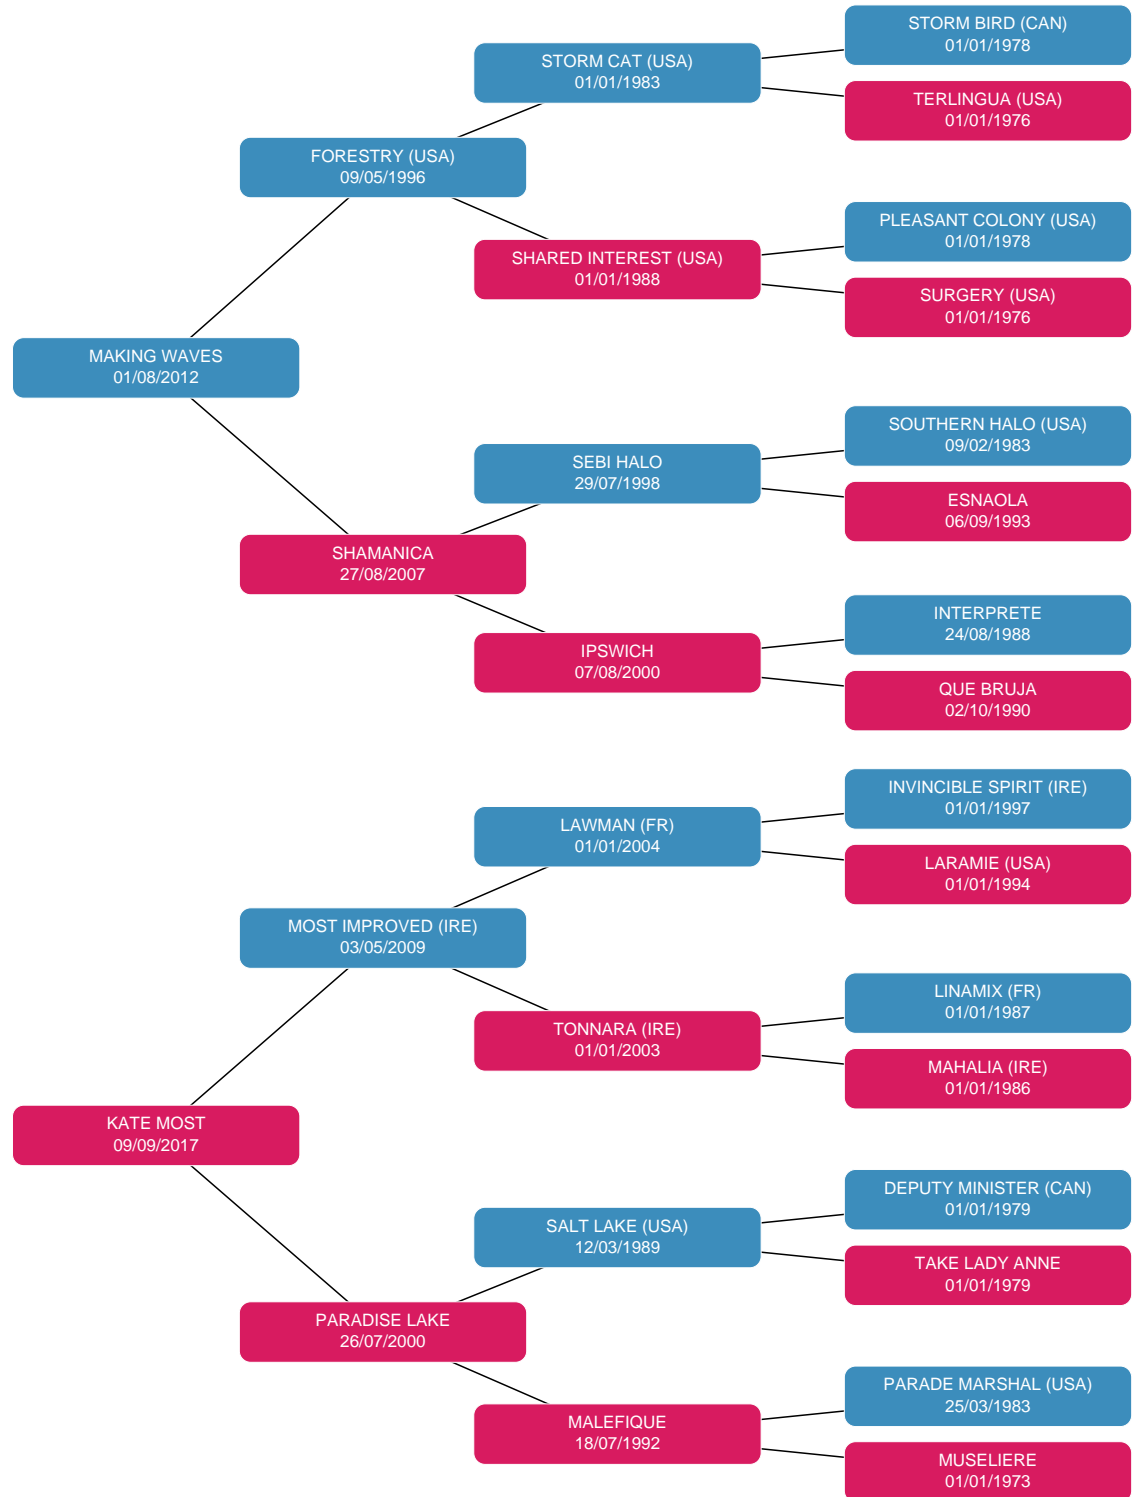 STORM BIRD (CAN)
01/01/1978
STORM CAT (USA)
01/01/1983
TERLINGUA (USA)
01/01/1976
FORESTRY (USA)
09/05/1996
PLEASANT COLONY (USA)
01/01/1978
SHARED INTEREST (USA)
01/01/1988
SURGERY (USA)
01/01/1976
MAKING WAVES
01/08/2012
SOUTHERN HALO (USA)
09/02/1983
SEBI HALO
29/07/1998
ESNAOLA
06/09/1993
SHAMANICA
27/08/2007
INTERPRETE
24/08/1988
IPSWICH
07/08/2000
QUE BRUJA
02/10/1990
INVINCIBLE SPIRIT (IRE)
01/01/1997
LAWMAN (FR)
01/01/2004
LARAMIE (USA)
01/01/1994
MOST IMPROVED (IRE)
03/05/2009
LINAMIX (FR)
01/01/1987
TONNARA (IRE)
01/01/2003
MAHALIA (IRE)
01/01/1986
KATE MOST
09/09/2017
DEPUTY MINISTER (CAN)
01/01/1979
SALT LAKE (USA)
12/03/1989
TAKE LADY ANNE
01/01/1979
PARADISE LAKE
26/07/2000
PARADE MARSHAL (USA)
25/03/1983
MALEFIQUE
18/07/1992
MUSELIERE
01/01/1973